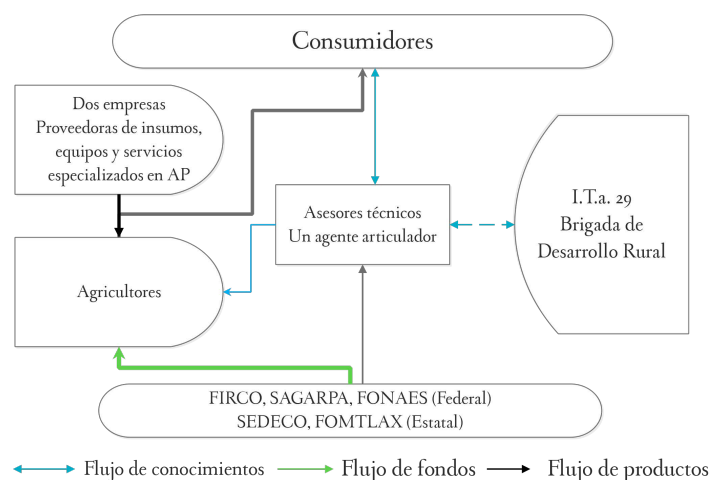 Consumidores
Dos empresas
Proveedoras de insumos,
equipos y servicios
especializados en AP
Asesores técnicos
Un agente articulador
I.T.a. 29
Brigada de
Desarrollo Rural
Agricultores
FIRCO, SAGARPA, FONAES (Federal)
SEDECO, FOMTLAX (Estatal)
Flujo de conocimientos
Flujo de fondos
Flujo de productos